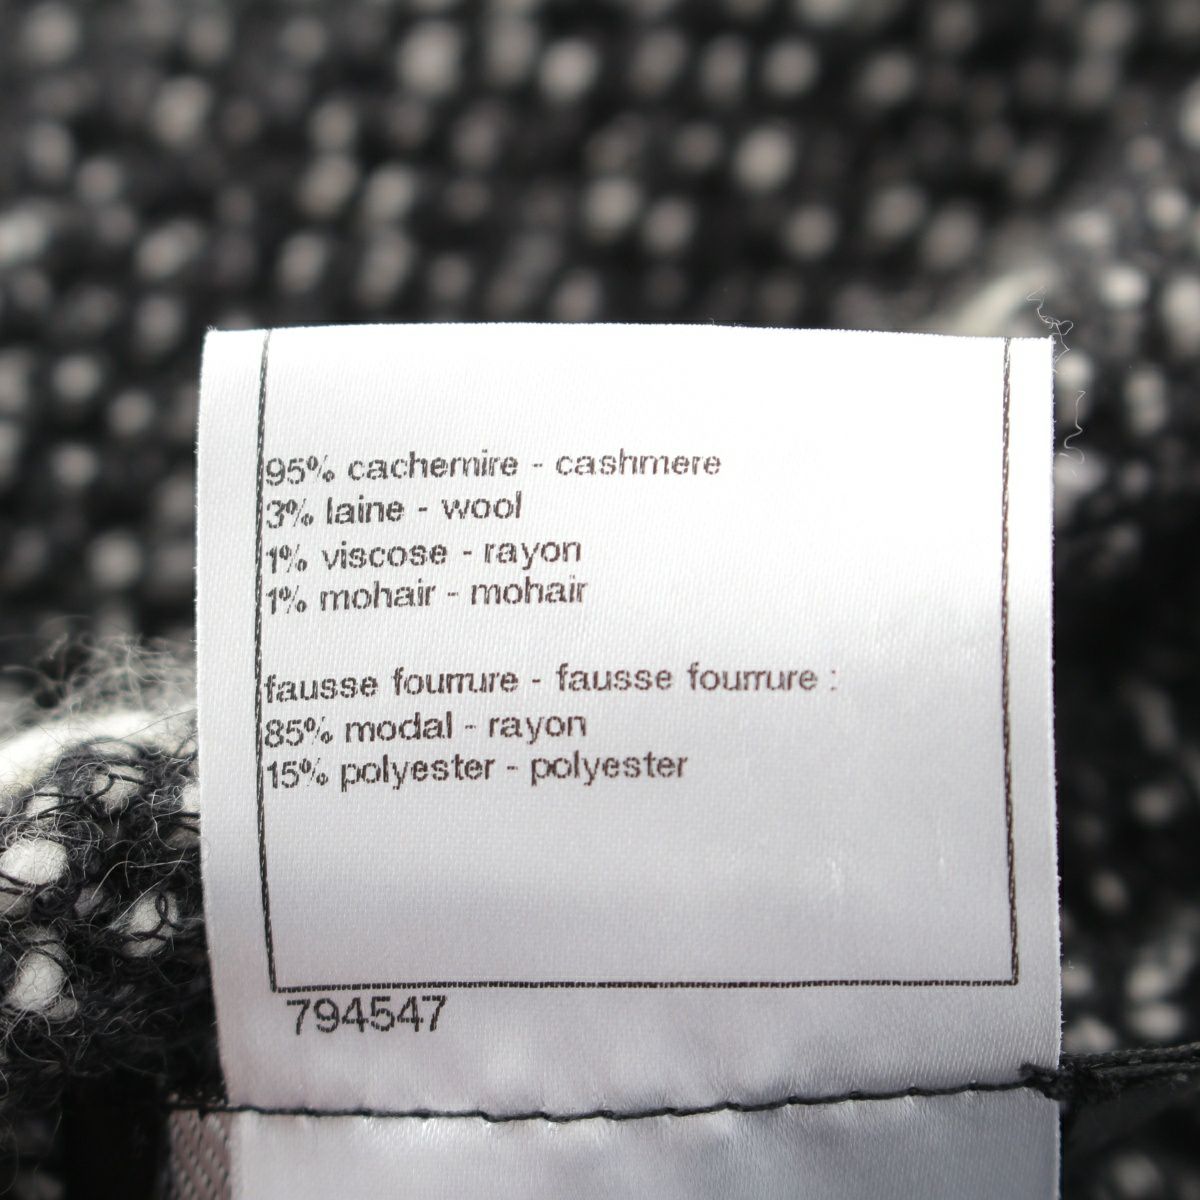 95% cachemire - cashmere
3% laine - wool
1% viscose - rayon
1% mohair - mohair
fausse fourrure - fausse fourrure :
85% modal - rayon
15% polyester - polyester
794547